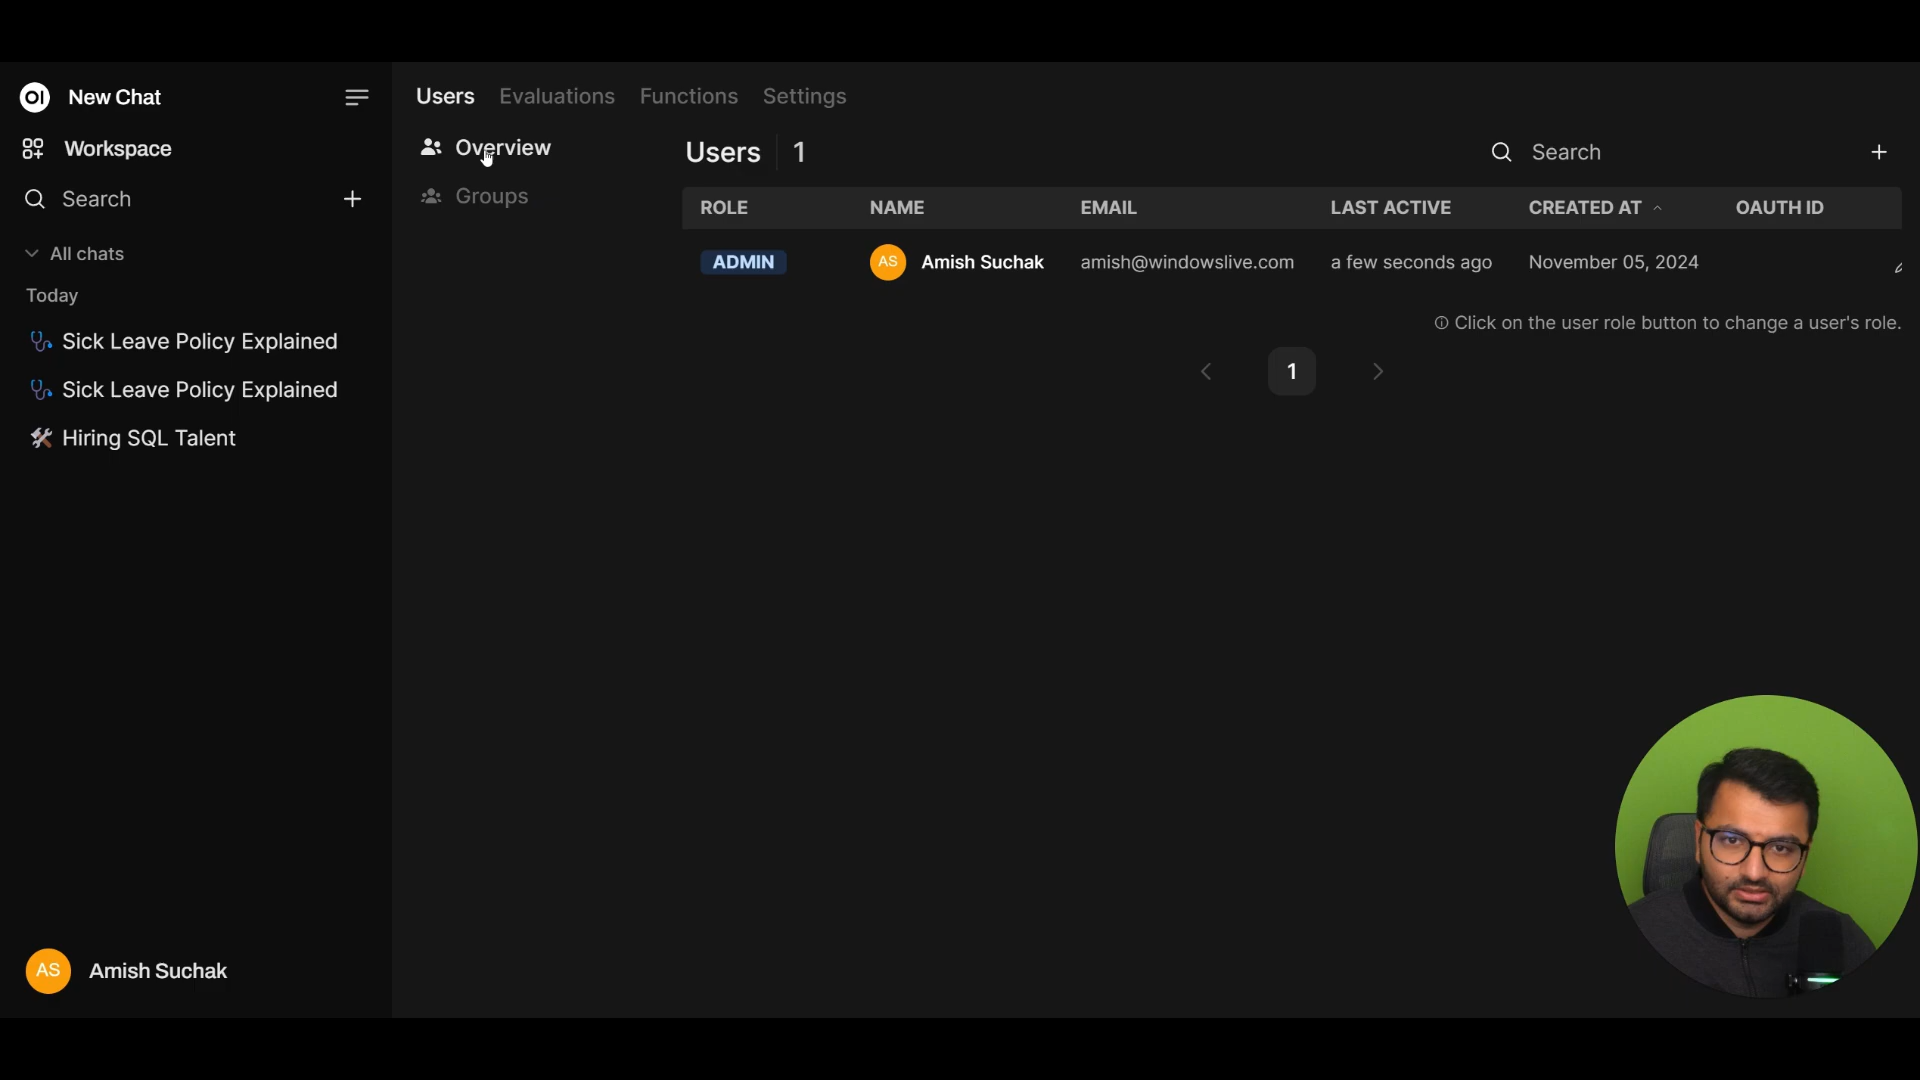 OI New Chat
Workspace
Search
All chats
Today
Sick Leave Policy Explained
Sick Leave Policy Explained
Hiring SQL Talent
AS Amish Suchak
Users Evaluations Functions Settings
Overview
Groups
Users 1
Search
ROLE NAME EMAIL LAST ACTIVE CREATED AT OAUTH ID
ADMIN AS Amish Suchak amish@windowslive.com a few seconds ago November 05, 2024
Click on the user role button to change a user's role.
1